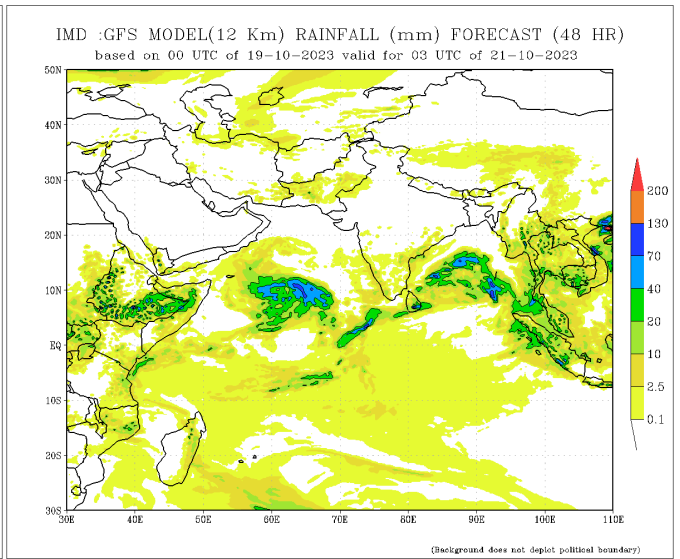 IMD :GFS MODEL(12 Km) RAINFALL (mm) FORECAST (48 HR)
based on 00 UTC of 19-10-2023 valid for 03 UTC of 21-10-2023
50N
40N
30N
20N
10N
EQ
10S
20S
30S
30E 40E 50E 60E 70E 80E 90E 100E 110E
200
130
70
40
20
10
2.5
0.1
(Background does not depict political boundary)